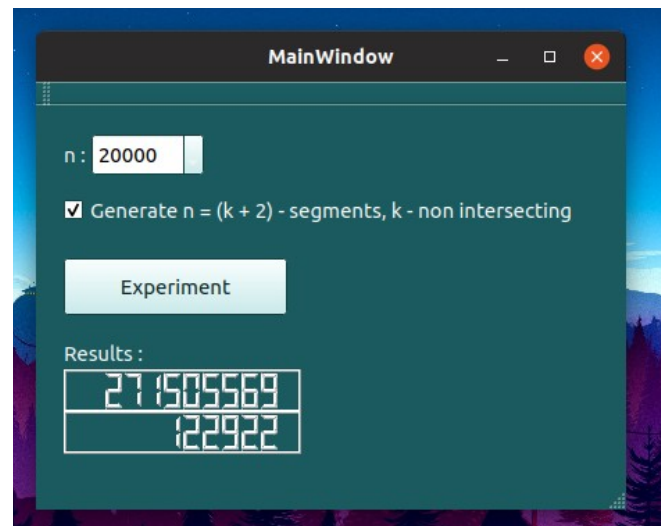 MainWindow
n : 20000
Generate n = (k + 2) - segments, k - non intersecting
Experiment
Results :
271505569
122922